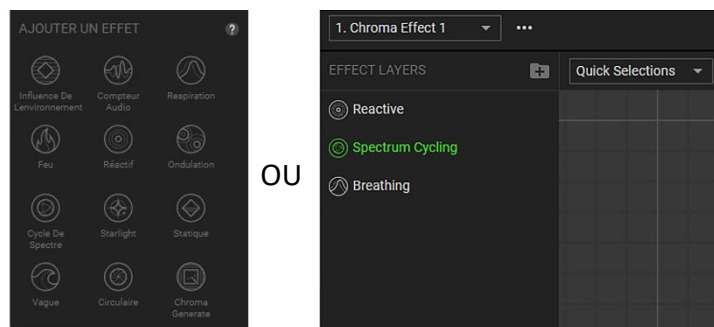 AJOUTER UN EFFET ?
Influence De
L'environnement
Compteur
Audio
Respiration
Feu
Réactif
Ondulation
Cycle De
Spectre
Starlight
Statique
Vague
Circulaire
Chroma
Generate
OU
1. Chroma Effect 1
EFFECT LAYERS
Quick Selections
Reactive
Spectrum Cycling
Breathing